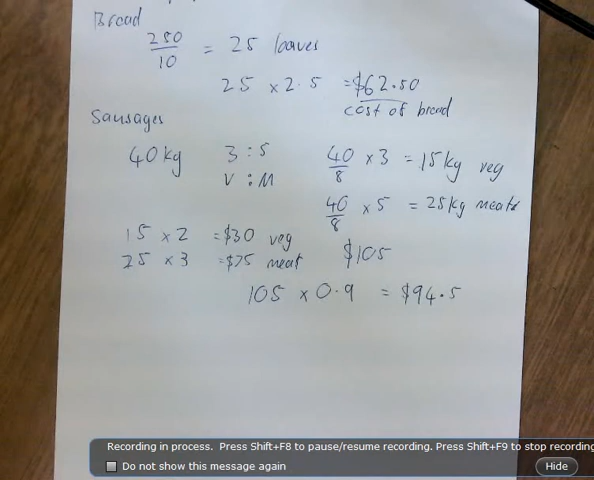 Bread
250/10 = 25 loaves
25 x 2.5 = $62.50
cost of bread
Sausages
40kg 3:5 40/8 x 3 = 15kg veg
V:M
40/8 x 5 = 25kg meats
15 x 2 = $30 veg
25 x 3 = $75 meat $105
105 x 0.9 = $94.5
Recording in process. Press Shift+F8 to pause/resume recording. Press Shift+F9 to stop recording
Do not show this message again
Hide